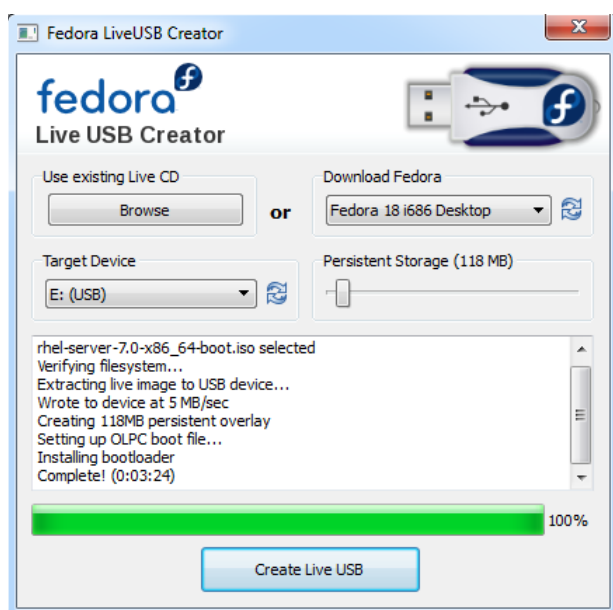 Fedora LiveUSB Creator
fedora
Live USB Creator
Use existing Live CD
Download Fedora
Browse
or
Fedora 18 i686 Desktop
Target Device
Persistent Storage (118 MB)
E: (USB)
rhel-server-7.0-x86_64-boot.iso selected
Verifying filesystem...
Extracting live image to USB device...
Wrote to device at 5 MB/sec
Creating 118MB persistent overlay
Setting up OLPC boot file...
Installing bootloader
Complete! (0:03:24)
100%
Create Live USB